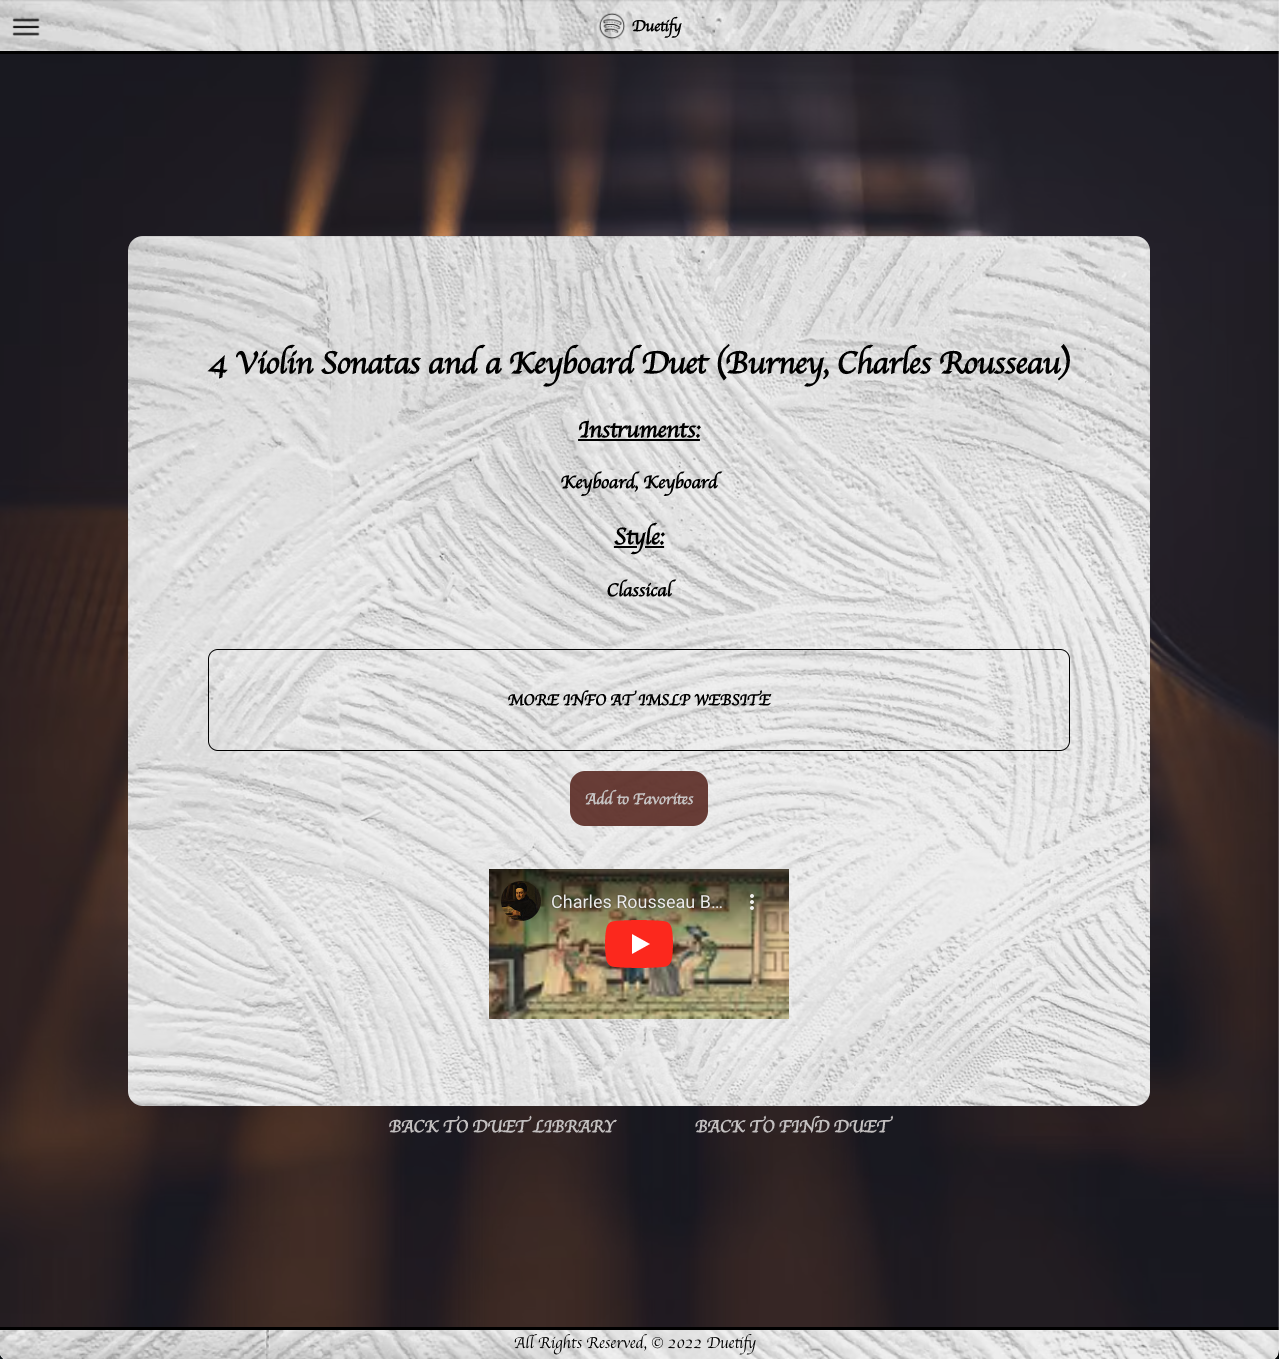 Duetify
4 Violin Sonatas and a Keyboard Duet (Burney, Charles Rousseau)
Instruments:
Keyboard, Keyboard
Style:
Classical
MORE INFO AT IMSLP WEBSITE
Add to Favorites
Charles Rousseau B...
BACK TO DUET LIBRARY BACK TO FIND DUET
All Rights Reserved, © 2022 Duetify